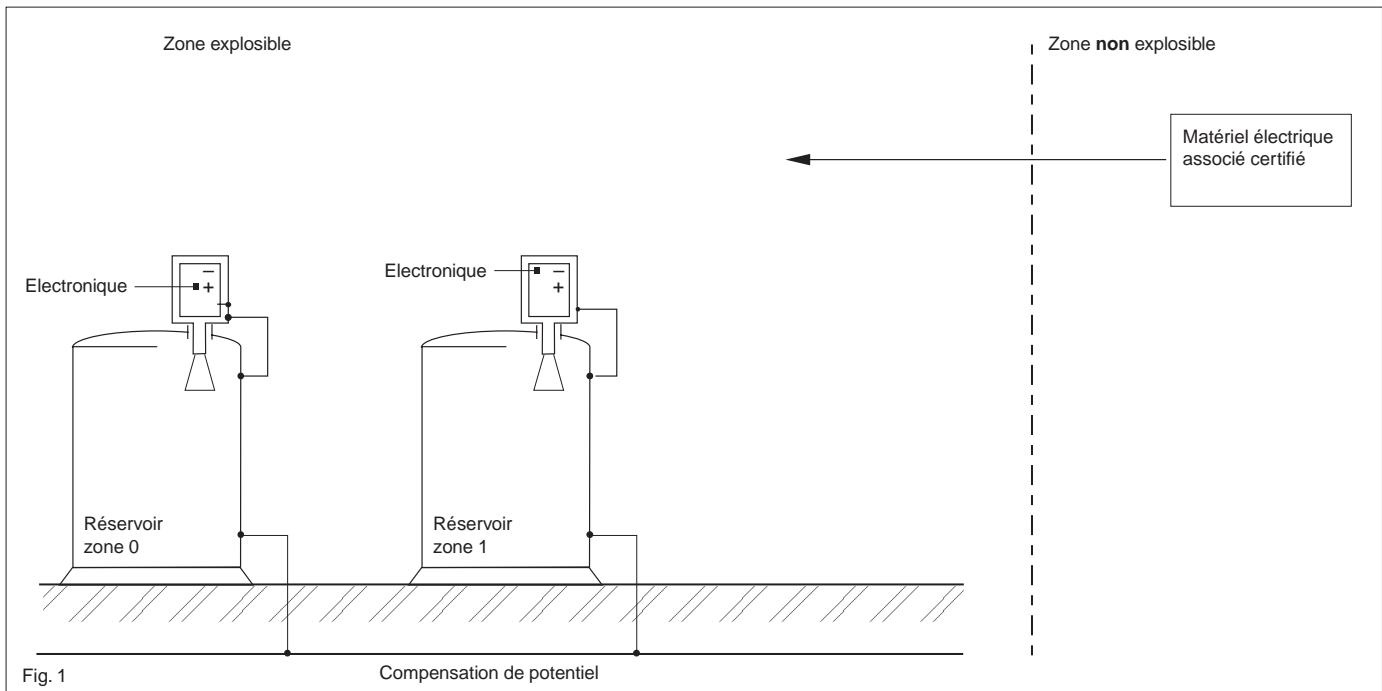 Zone explosible
Zone non explosible
Matériel électrique
associé certifié
Electronique
−
+
Electronique
−
+
Réservoir
zone 0
Réservoir
zone 1
Fig. 1
Compensation de potentiel